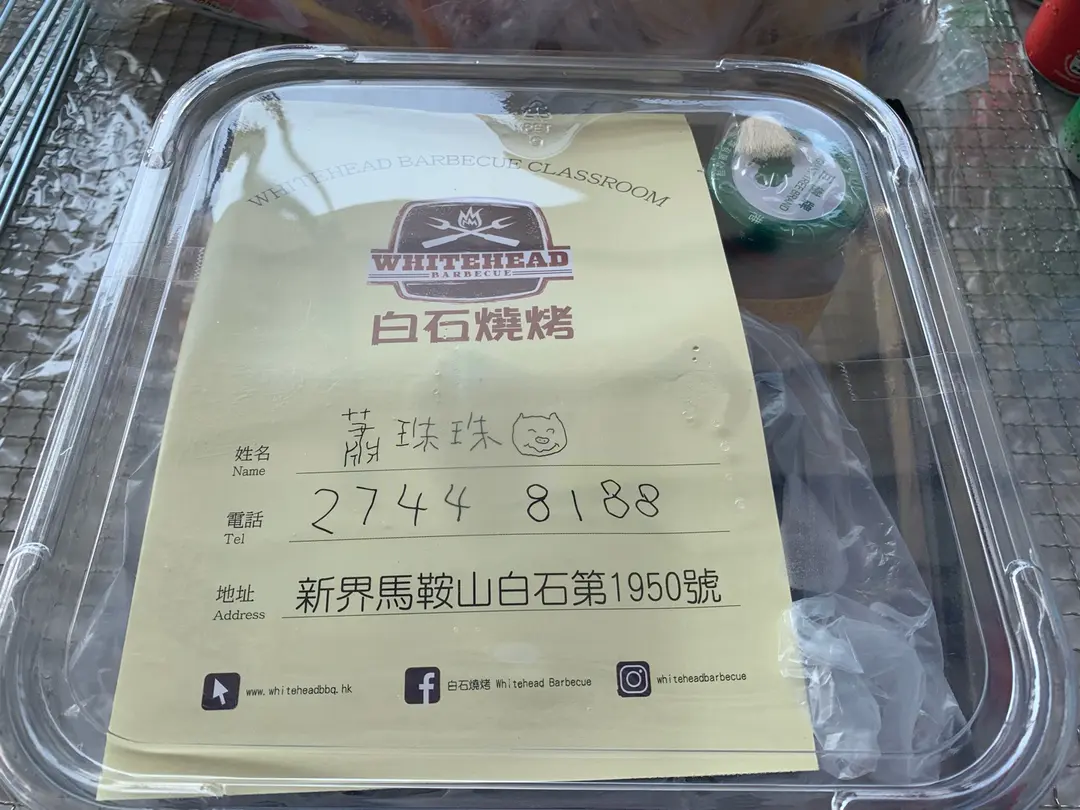 WHITEHEAD BARBECUE CLASSROOM
WHITEHEAD
BARBECUE
白石燒烤
姓名 蕭珠珠
Name
電話 2744 8188
Tel
地址 新界馬鞍山白石第1950號
Address
www.whiteheadbbq.hk
白石燒烤 Whitehead Barbecue
whiteheadbarbecue
PET